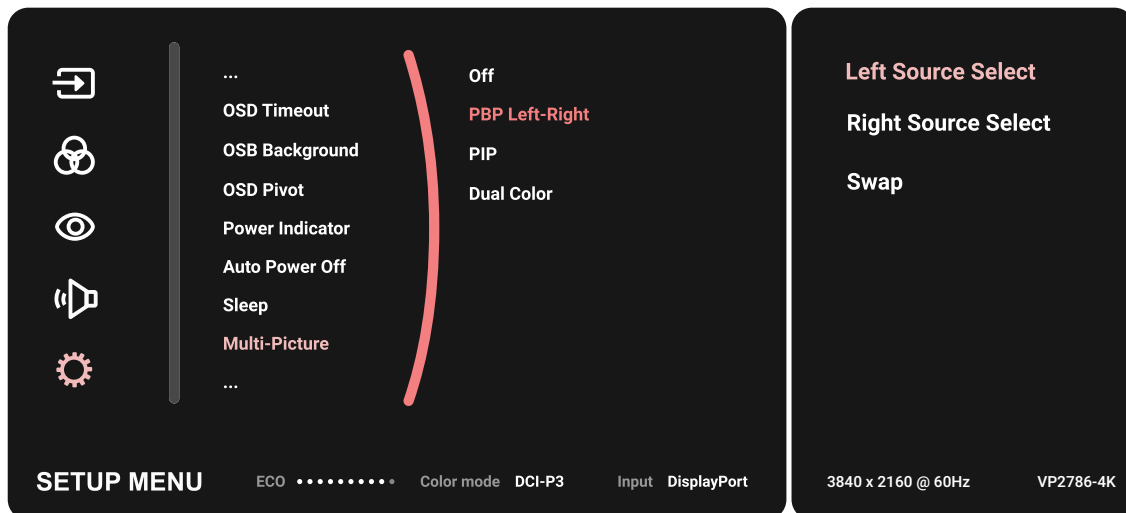 ...
OSD Timeout
OSB Background
OSD Pivot
Power Indicator
Auto Power Off
Sleep
Multi-Picture
...
Off
PBP Left-Right
PIP
Dual Color
Left Source Select
Right Source Select
Swap
SETUP MENU ECO Color mode DCI-P3 Input DisplayPort 3840 x 2160 @ 60Hz VP2786-4K